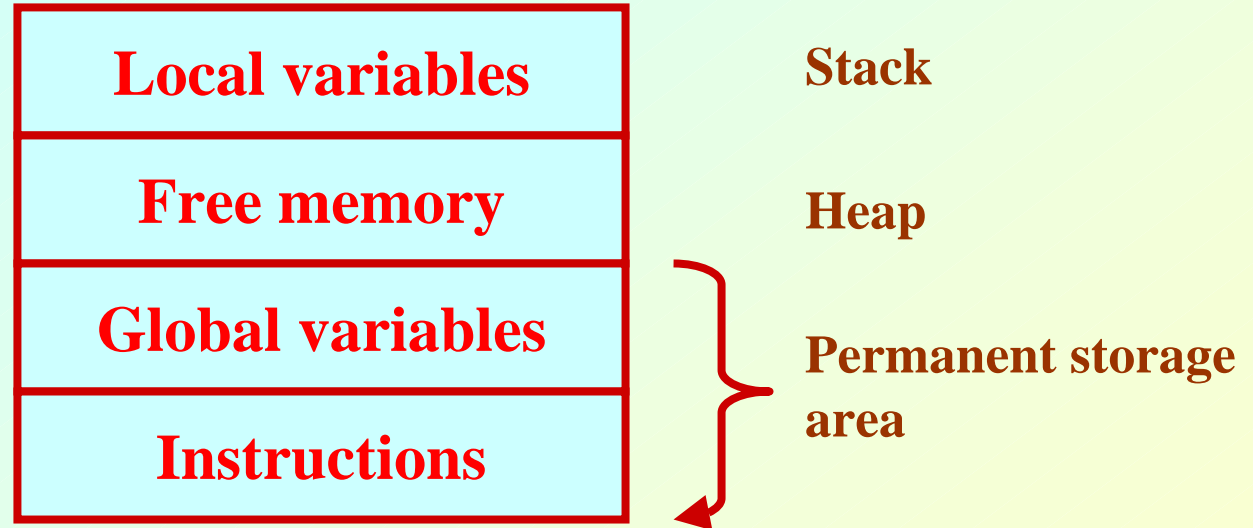 Local variables
Stack
Free memory
Heap
Global variables
Permanent storage
area
Instructions